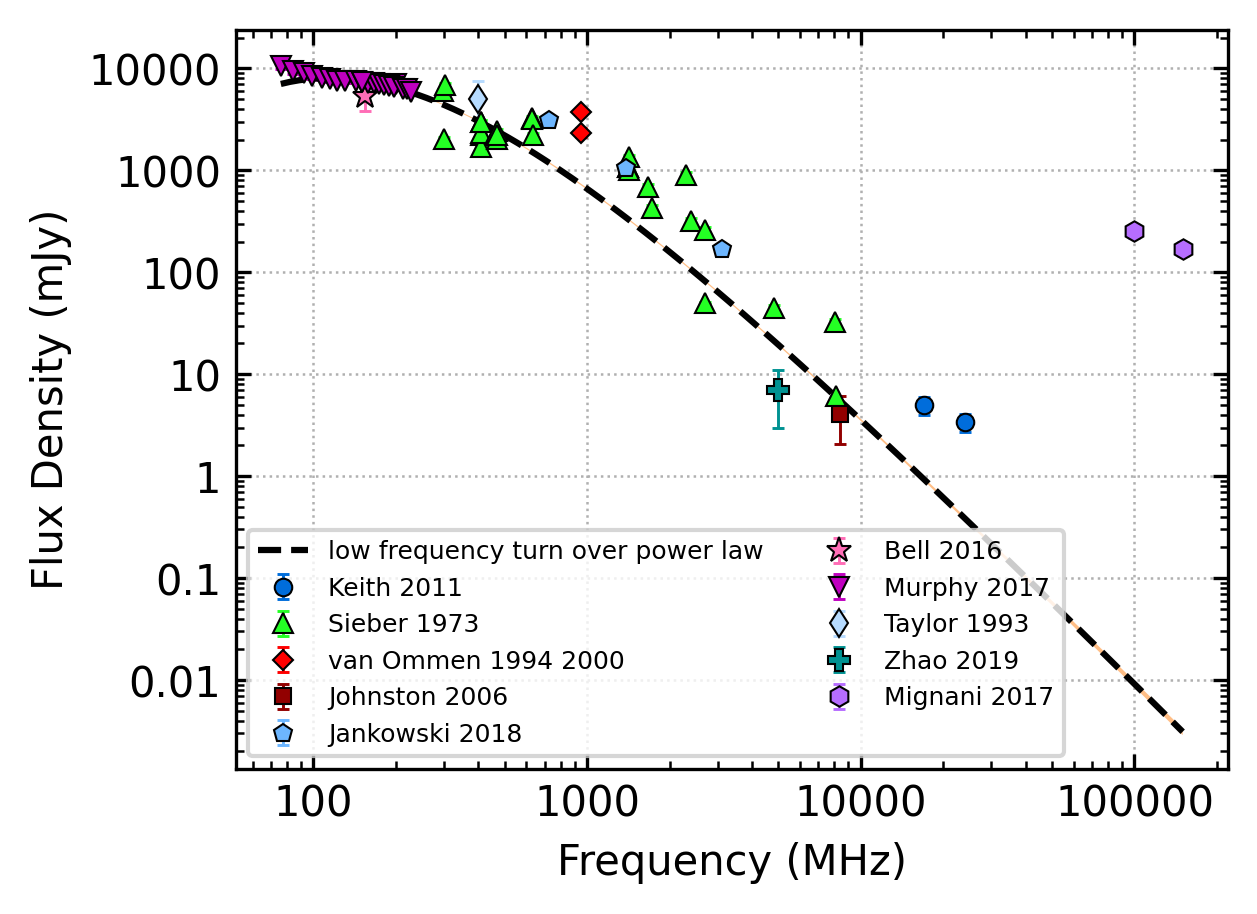 10000
1000
100
10
1
0.1
0.01
Flux Density (mJy)
low frequency turn over power law
Keith 2011
Sieber 1973
van Ommen 1994 2000
Johnston 2006
Jankowski 2018
Bell 2016
Murphy 2017
Taylor 1993
Zhao 2019
Mignani 2017
100
1000
10000
100000
Frequency (MHz)